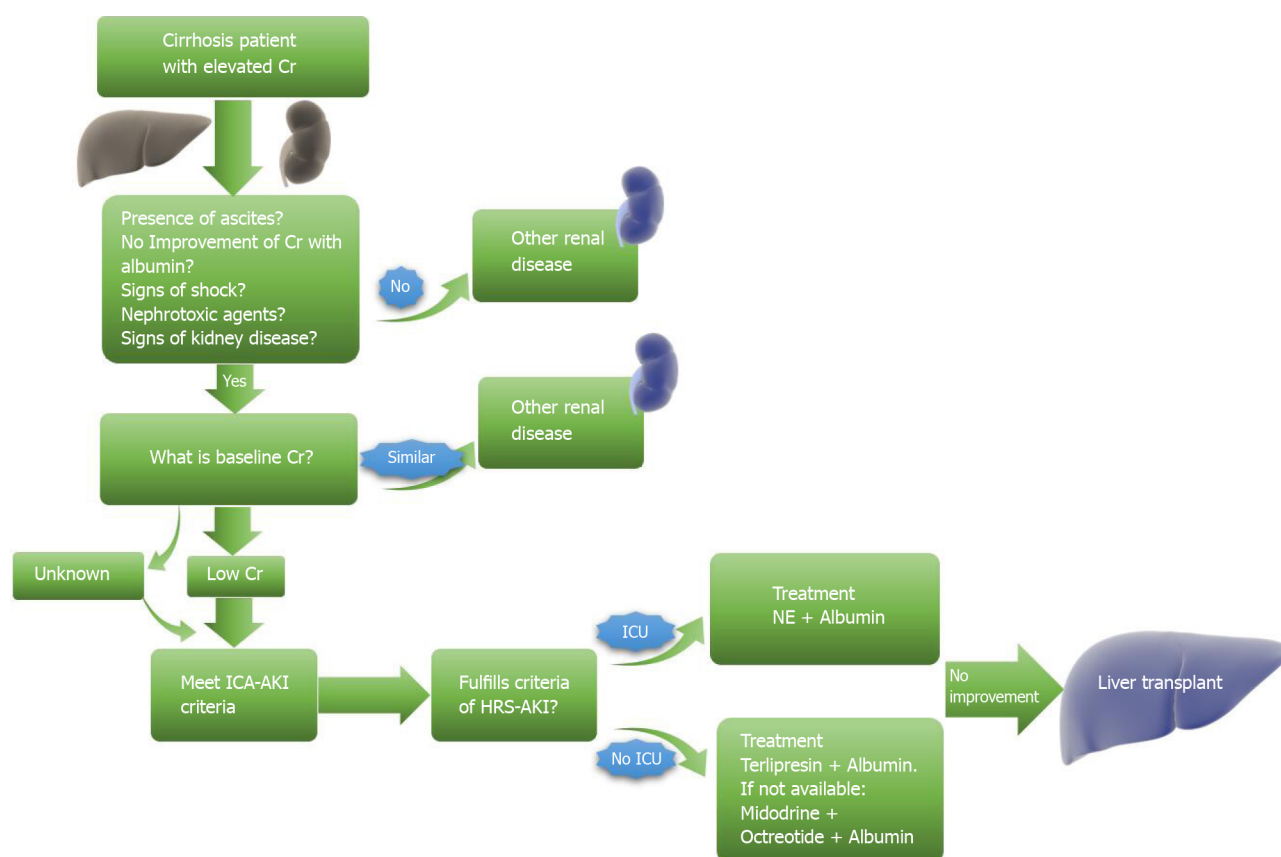 Cirrhosis patient
with elevated Cr
Presence of ascites?
No Improvement of Cr with
albumin?
Signs of shock?
Nephrotoxic agents?
Signs of kidney disease?
No
Other renal
disease
Yes
What is baseline Cr?
Similar
Other renal
disease
Unknown
Low Cr
Meet ICA-AKI
criteria
Fulfills criteria
of HRS-AKI?
ICU
Treatment
NE + Albumin
No ICU
Treatment
Terlipresin + Albumin.
If not available:
Midodrine +
Octreotide + Albumin
No
improvement
Liver transplant